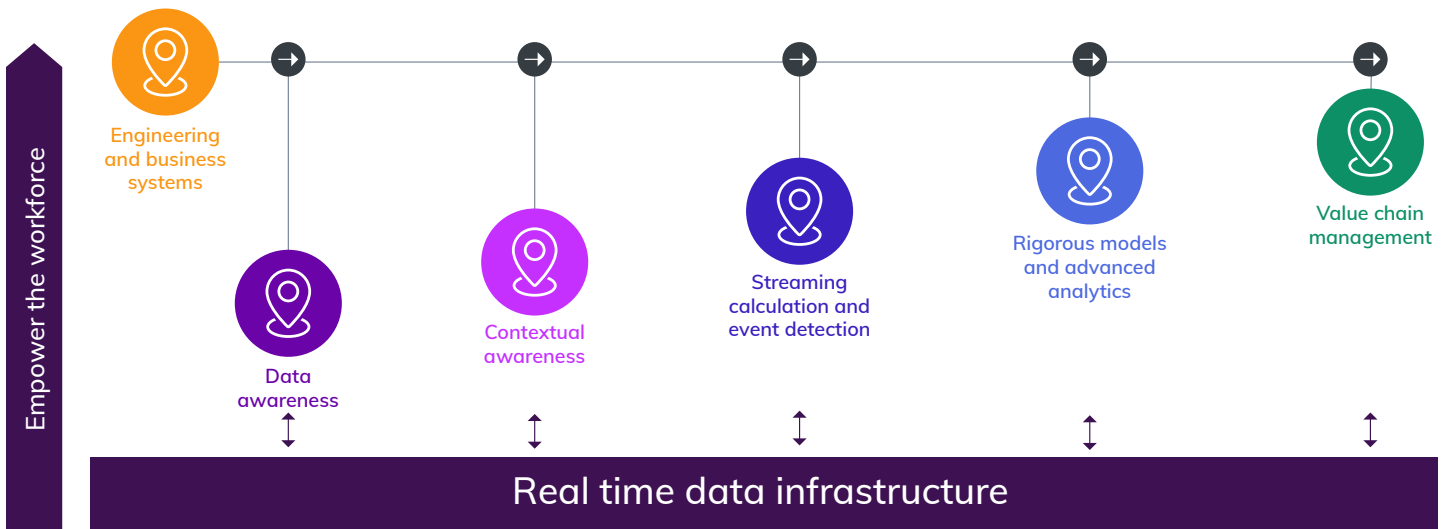 Empower the workforce
Engineering
and business
systems
Data
awareness
Contextual
awareness
Streaming
calculation and
event detection
Rigorous models
and advanced
analytics
Value chain
management
Real time data infrastructure